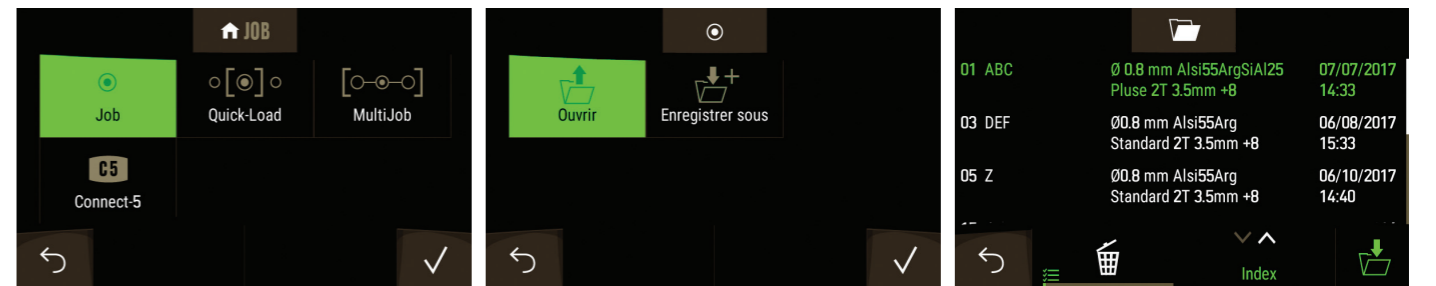 JOB
Job
Quick-Load
MultiJob
C5
Connect-5
Ouvrir
Enregistrer sous
01 ABC Ø 0.8 mm Alsi55ArgSiAl25 07/07/2017
Pluse 2T 3.5mm +8 14:33
03 DEF Ø0.8 mm Alsi55Arg 06/08/2017
Standard 2T 3.5mm +8 15:33
05 Z Ø0.8 mm Alsi55Arg 06/10/2017
Standard 2T 3.5mm +8 14:40
Index